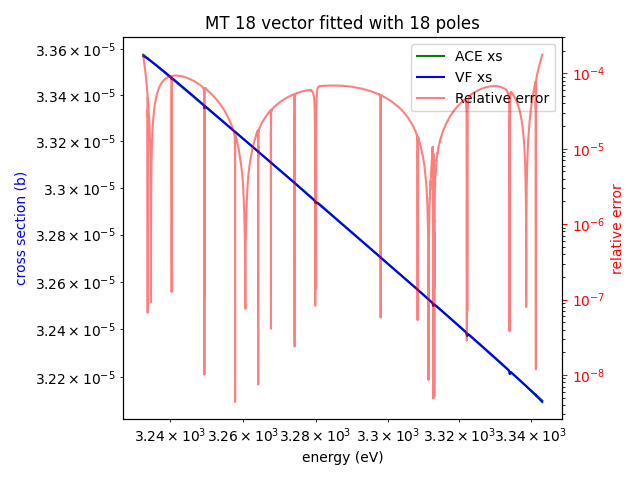 MT 18 vector fitted with 18 poles
ACE xs
VF xs
Relative error
cross section (b)
3.36 × 10⁻⁵
3.34 × 10⁻⁵
3.32 × 10⁻⁵
3.3 × 10⁻⁵
3.28 × 10⁻⁵
3.26 × 10⁻⁵
3.24 × 10⁻⁵
3.22 × 10⁻⁵
10⁻⁴
10⁻⁵
10⁻⁶
10⁻⁷
10⁻⁸
relative error
3.24 × 10³ 3.26 × 10³ 3.28 × 10³ 3.3 × 10³ 3.32 × 10³ 3.34 × 10³
energy (eV)